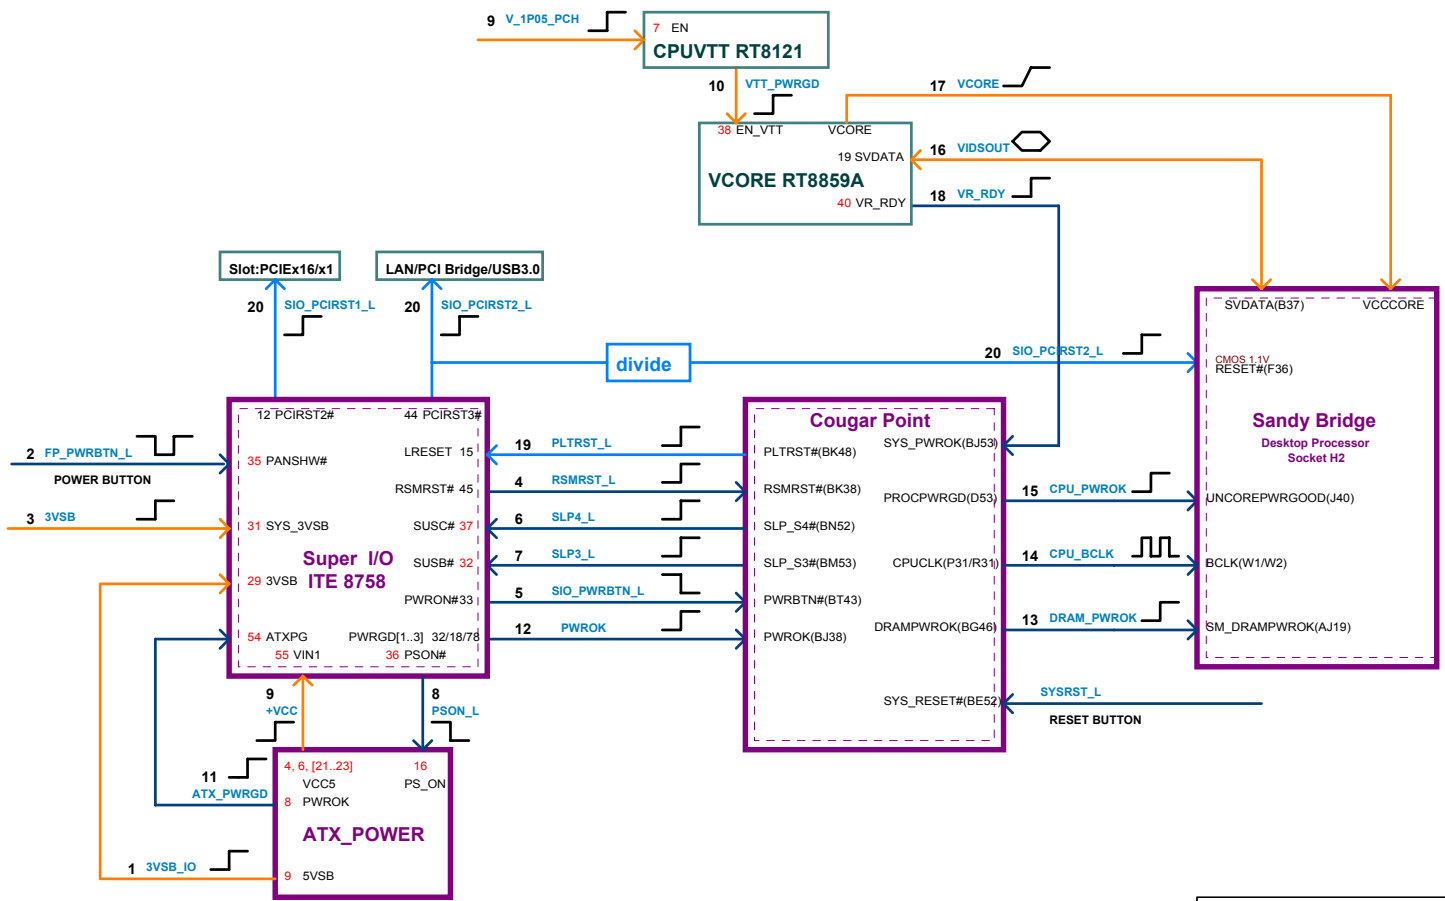 9 V_1P05_PCH
7 EN
CPUVTT RT8121
10 VTT_PWRGD
17 VCORE
38 EN_VTT VCORE
19 SVDATA
16 VIDSOUT
VCORE RT8859A
40 VR_RDY
18 VR_RDY
Slot:PCIEx16/x1
LAN/PCI Bridge/USB3.0
20 SIO_PCIRST1_L
20 SIO_PCIRST2_L
SVDATA(B37) VCCCORE
divide
20 SIO_PCIRST2_L
CMOS 1.1V
RESET#(F36)
Sandy Bridge
Desktop Processor
Socket H2
12 PCIRST2# 44 PCIRST3#
Cougar Point
2 FP_PWRBTN_L
POWER BUTTON
35 PANSHW#
LRESET 15
19 PLTRST_L
PLTRST#(BK48)
SYS_PWROK(BJ53)
RSMRST# 45
4 RSMRST_L
RSMRST#(BK38)
PROCPWRGD(D53)
15 CPU_PWROK
UNCOREPWRGOOD(J40)
3 3VSB
31 SYS_3VSB
SUSC# 37
6 SLP4_L
SLP_S4#(BN52)
Super I/O
ITE 8758
SUSB# 32
7 SLP3_L
SLP_S3#(BM53)
CPUCLK(P31/R31)
14 CPU_BCLK
BCLK(W1/W2)
29 3VSB
PWRON#33
5 SIO_PWRBTN_L
PWRBTN#(BT43)
54 ATXPG
PWRGD[1..3] 32/18/78
12 PWROK
PWROK(BJ38)
DRAMPWROK(BG46)
13 DRAM_PWROK
SM_DRAMPWROK(AJ19)
55 VIN1
36 PSON#
9
+VCC
8
PSON_L
SYS_RESET#(BE52)
SYSRST_L
RESET BUTTON
4, 6, [21..23]
VCC5
16
PS_ON
11
ATX_PWRGD
8 PWROK
ATX_POWER
1 3VSB_IO
9 5VSB